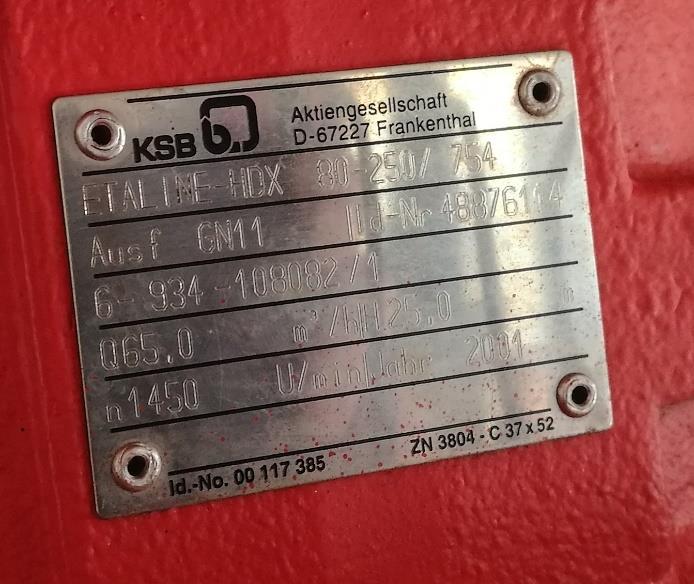 KSB Aktiengesellschaft
D-67227 Frankenthal
ETALINE-HDX 80-250/ 754
Ausf GN11 Id-Nr 48876144
6-934-108082/1
Q65.0 m³/h H25.0 m
n1450 U/min Jahr 2001
Id.-No. 00 117 385 ZN 3804 - C 37 x 52